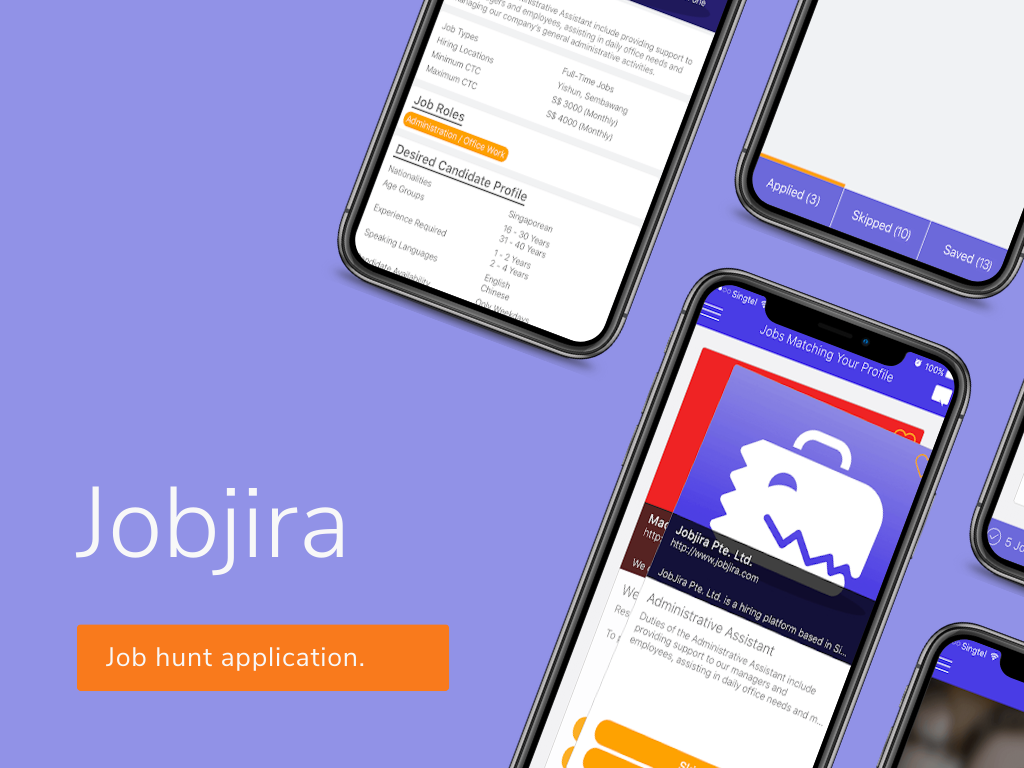 Jobjira
Job hunt application.
Administrative Assistant include providing support to
managers and employees, assisting in daily office needs and
managing our company's general administrative activities.
Job Types
Full-Time Jobs
Hiring Locations
Yishun, Sembawang
Minimum CTC
S$ 3000 (Monthly)
Maximum CTC
S$ 4000 (Monthly)
Job Roles
Administration / Office Work
Desired Candidate Profile
Nationalities
Singaporean
Age Groups
16 - 30 Years
31 - 40 Years
Experience Required
1 - 2 Years
2 - 4 Years
Speaking Languages
English
Chinese
Availability
Only Weekdays
Applied (3)
Skipped (10)
Saved (13)
Singtel
100%
Jobs Matching Your Profile
Jobjira Pte. Ltd.
http://www.jobjira.com
JobJira Pte. Ltd. is a hiring platform based in Si...
Administrative Assistant
Duties of the Administrative Assistant include
providing support to our managers and
employees, assisting in daily office needs and m...
We
To
5
Singtel